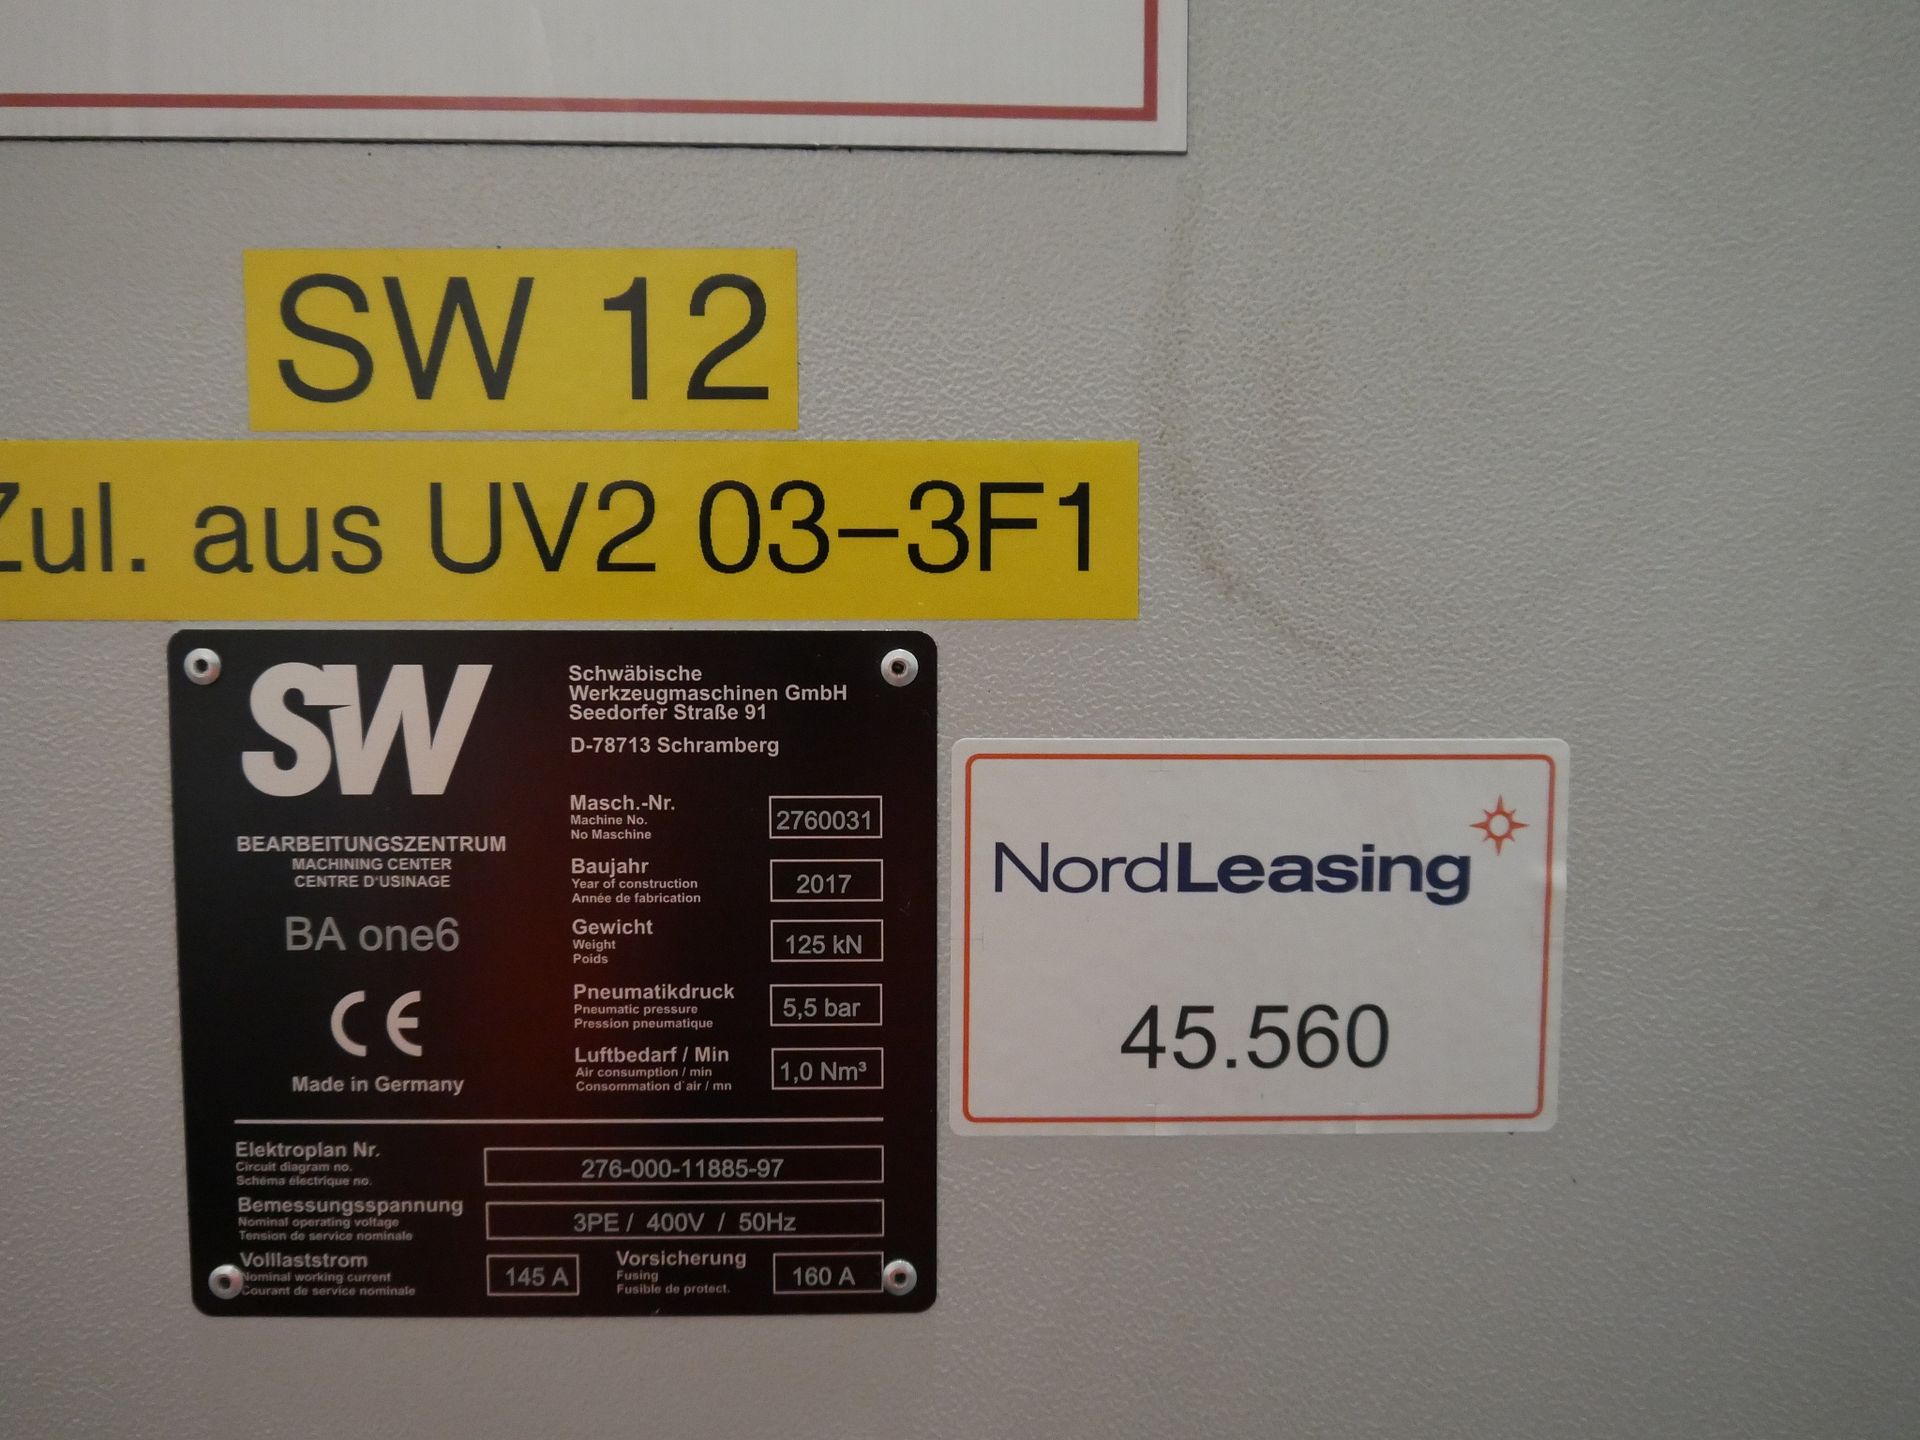 SW 12
Zul. aus UV2 03-3F1
SW
BEARBEITUNGSZENTRUM
MACHINING CENTER
CENTRE D'USINAGE
BA one6
CE
Made in Germany
Schwäbische
Werkzeugmaschinen GmbH
Seedorfer Straße 91
D-78713 Schramberg
Masch.-Nr.
Machine No.
No Maschine
2760031
Baujahr
Year of construction
Année de fabrication
2017
Gewicht
Weight
Poids
125 kN
Pneumatikdruck
Pneumatic pressure
Pression pneumatique
5,5 bar
Luftbedarf / Min
Air consumption / min
Consommation d'air / mn
1,0 Nm³
Elektroplan Nr.
Circuit diagram no.
Schéma électrique no.
276-000-11885-97
Bemessungsspannung
Nominal operating voltage
Tension de service nominale
3PE / 400V / 50Hz
Volllaststrom
Nominal working current
Courant de service nominale
145 A
Vorsicherung
Fusing
Fusible de protect.
160 A
NordLeasing
45.560